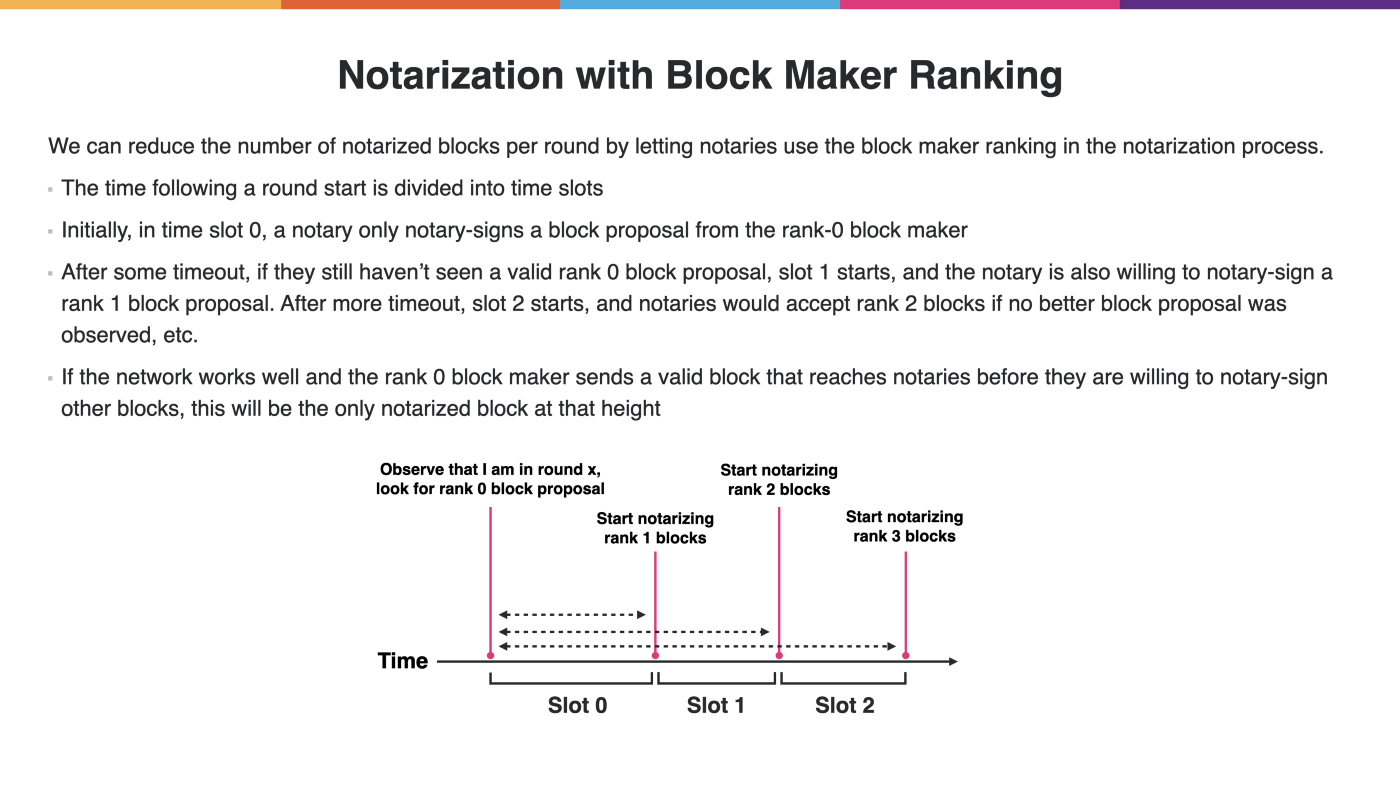 Notarization with Block Maker Ranking
We can reduce the number of notarized blocks per round by letting notaries use the block maker ranking in the notarization process.
▪ The time following a round start is divided into time slots
▪ Initially, in time slot 0, a notary only notary-signs a block proposal from the rank-0 block maker
▪ After some timeout, if they still haven’t seen a valid rank 0 block proposal, slot 1 starts, and the notary is also willing to notary-sign a
rank 1 block proposal. After more timeout, slot 2 starts, and notaries would accept rank 2 blocks if no better block proposal was
observed, etc.
▪ If the network works well and the rank 0 block maker sends a valid block that reaches notaries before they are willing to notary-sign
other blocks, this will be the only notarized block at that height
Observe that I am in round x,
look for rank 0 block proposal
Start notarizing
rank 1 blocks
Start notarizing
rank 2 blocks
Start notarizing
rank 3 blocks
Time
Slot 0
Slot 1
Slot 2